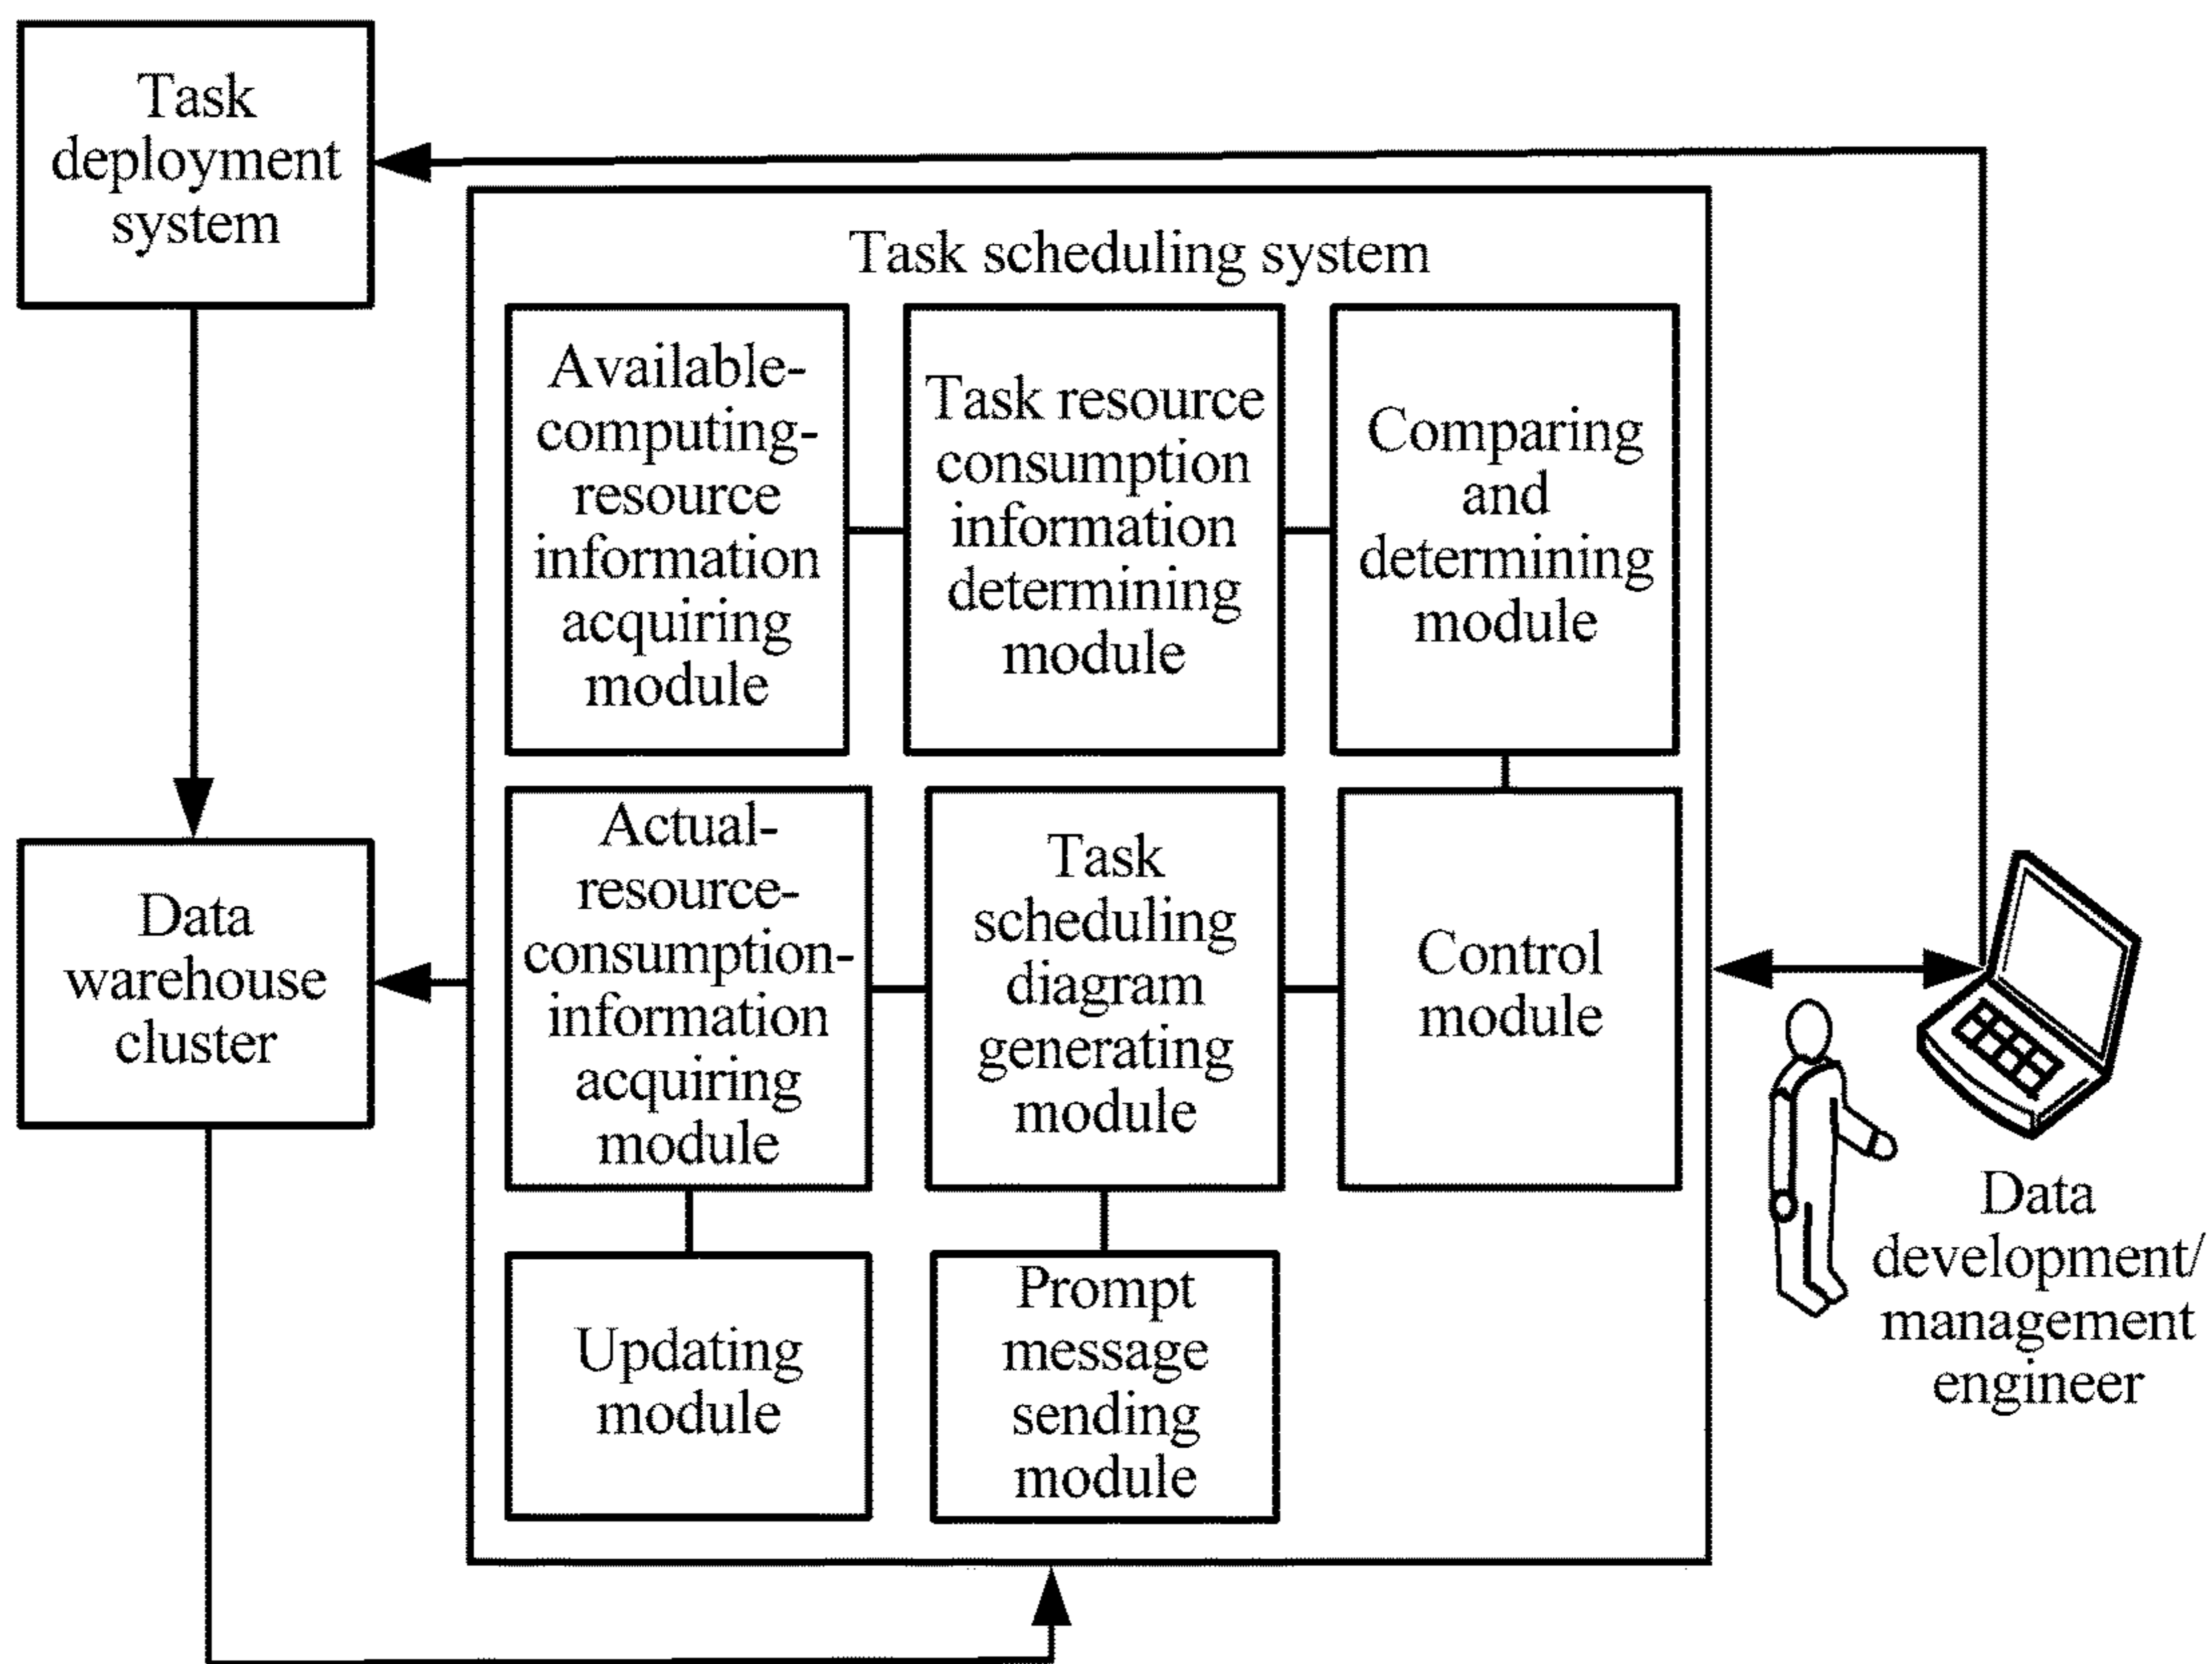 Task
deployment
system
Task scheduling system
Available-
computing-
resource
information
acquiring
module
Task resource
consumption
information
determining
module
Comparing
and
determining
module
Data
warehouse
cluster
Actual-
resource-
consumption-
information
acquiring
module
Task
scheduling
diagram
generating
module
Control
module
Updating
module
Prompt
message
sending
module
Data
development/
management
engineer